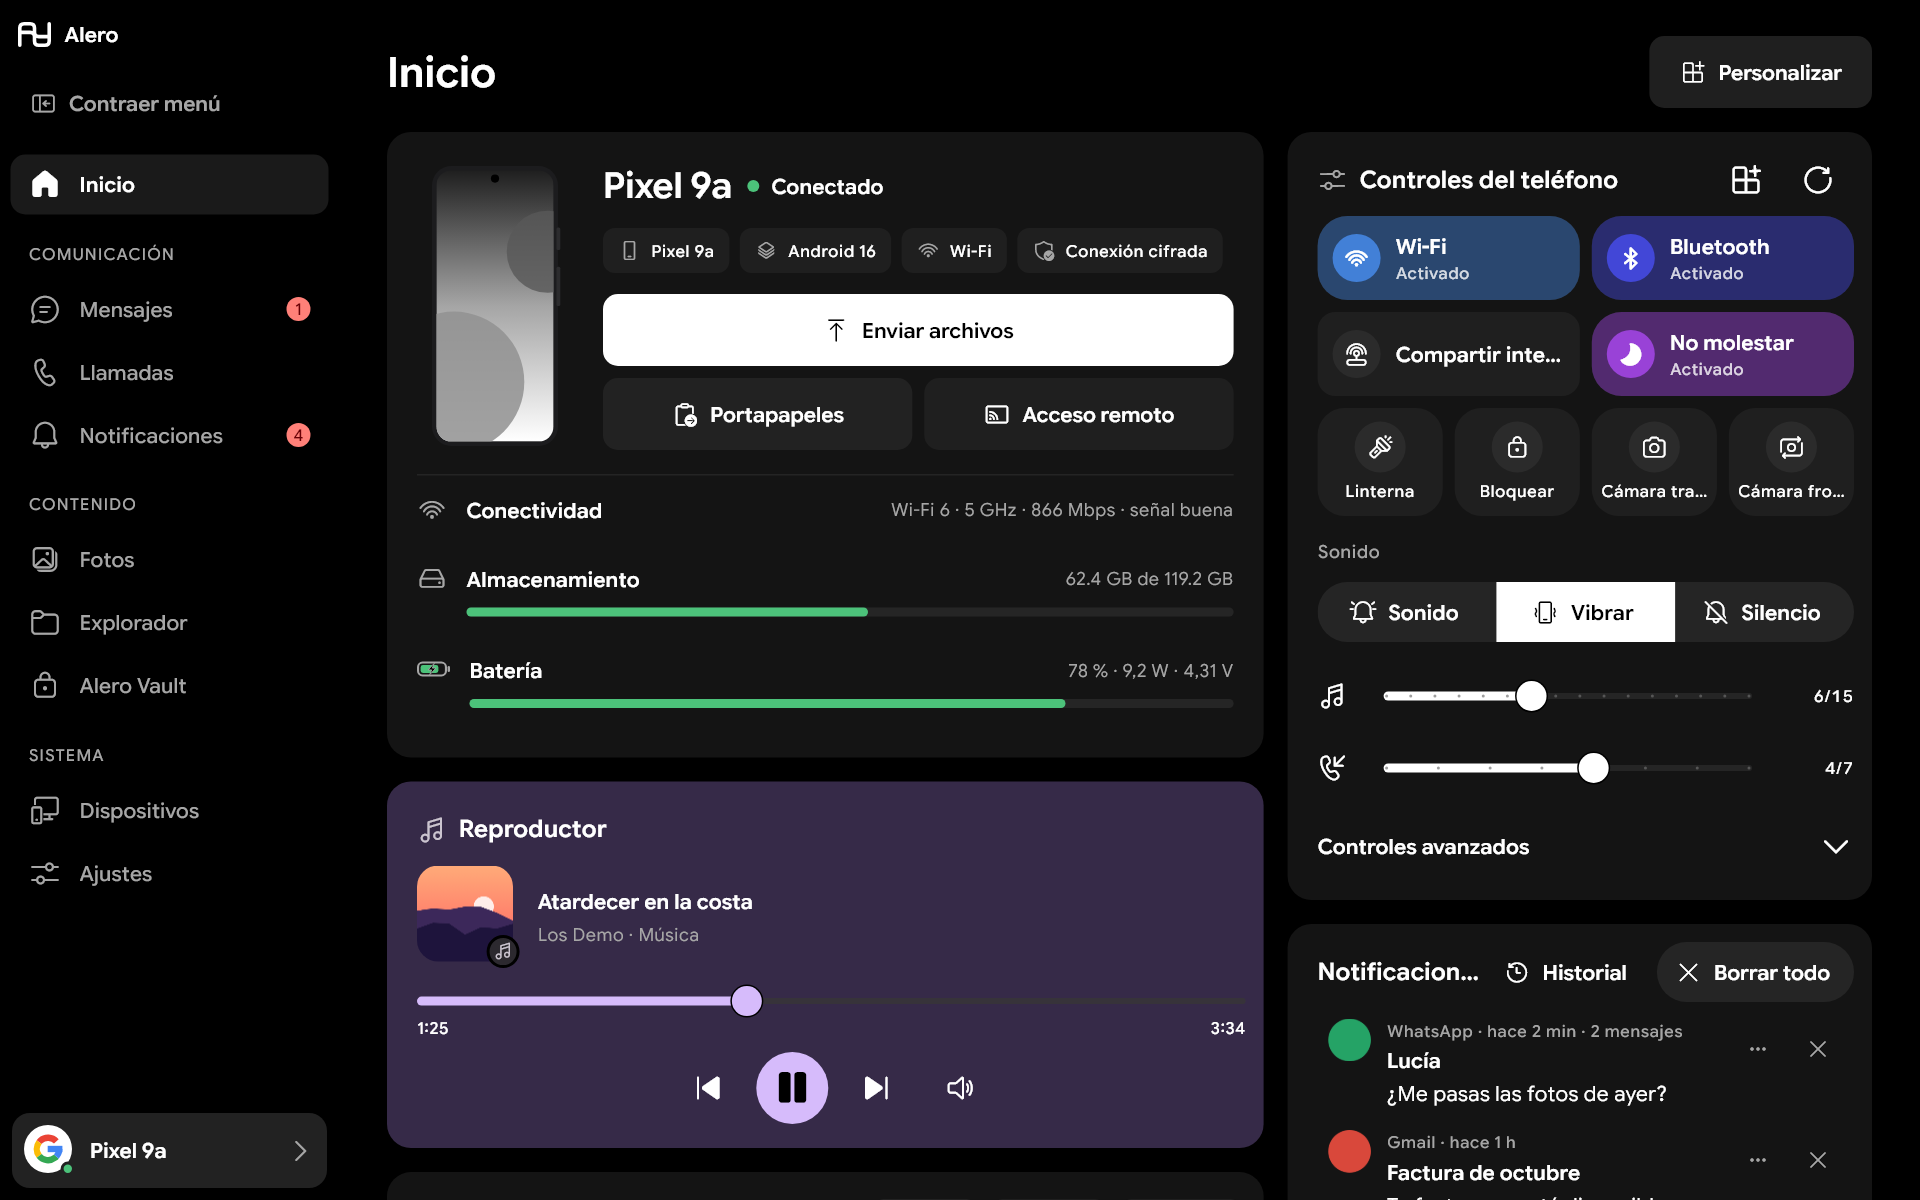 Alero
Contraer menú
Inicio
COMUNICACIÓN
Mensajes
1
Llamadas
Notificaciones
4
CONTENIDO
Fotos
Explorador
Alero Vault
SISTEMA
Dispositivos
Ajustes
Pixel 9a
Inicio
Personalizar
Pixel 9a
Conectado
Pixel 9a
Android 16
Wi-Fi
Conexión cifrada
Enviar archivos
Portapapeles
Acceso remoto
Conectividad
Wi-Fi 6 · 5 GHz · 866 Mbps · señal buena
Almacenamiento
62.4 GB de 119.2 GB
Batería
78 % · 9,2 W · 4,31 V
Reproductor
Atardecer en la costa
Los Demo · Música
1:25
3:34
Controles del teléfono
Wi-Fi
Activado
Bluetooth
Activado
Compartir inte...
No molestar
Activado
Linterna
Bloquear
Cámara tra...
Cámara fro...
Sonido
Sonido
Vibrar
Silencio
6/15
4/7
Controles avanzados
Notificacion...
Historial
Borrar todo
WhatsApp · hace 2 min · 2 mensajes
Lucía
¿Me pasas las fotos de ayer?
Gmail · hace 1 h
Factura de octubre